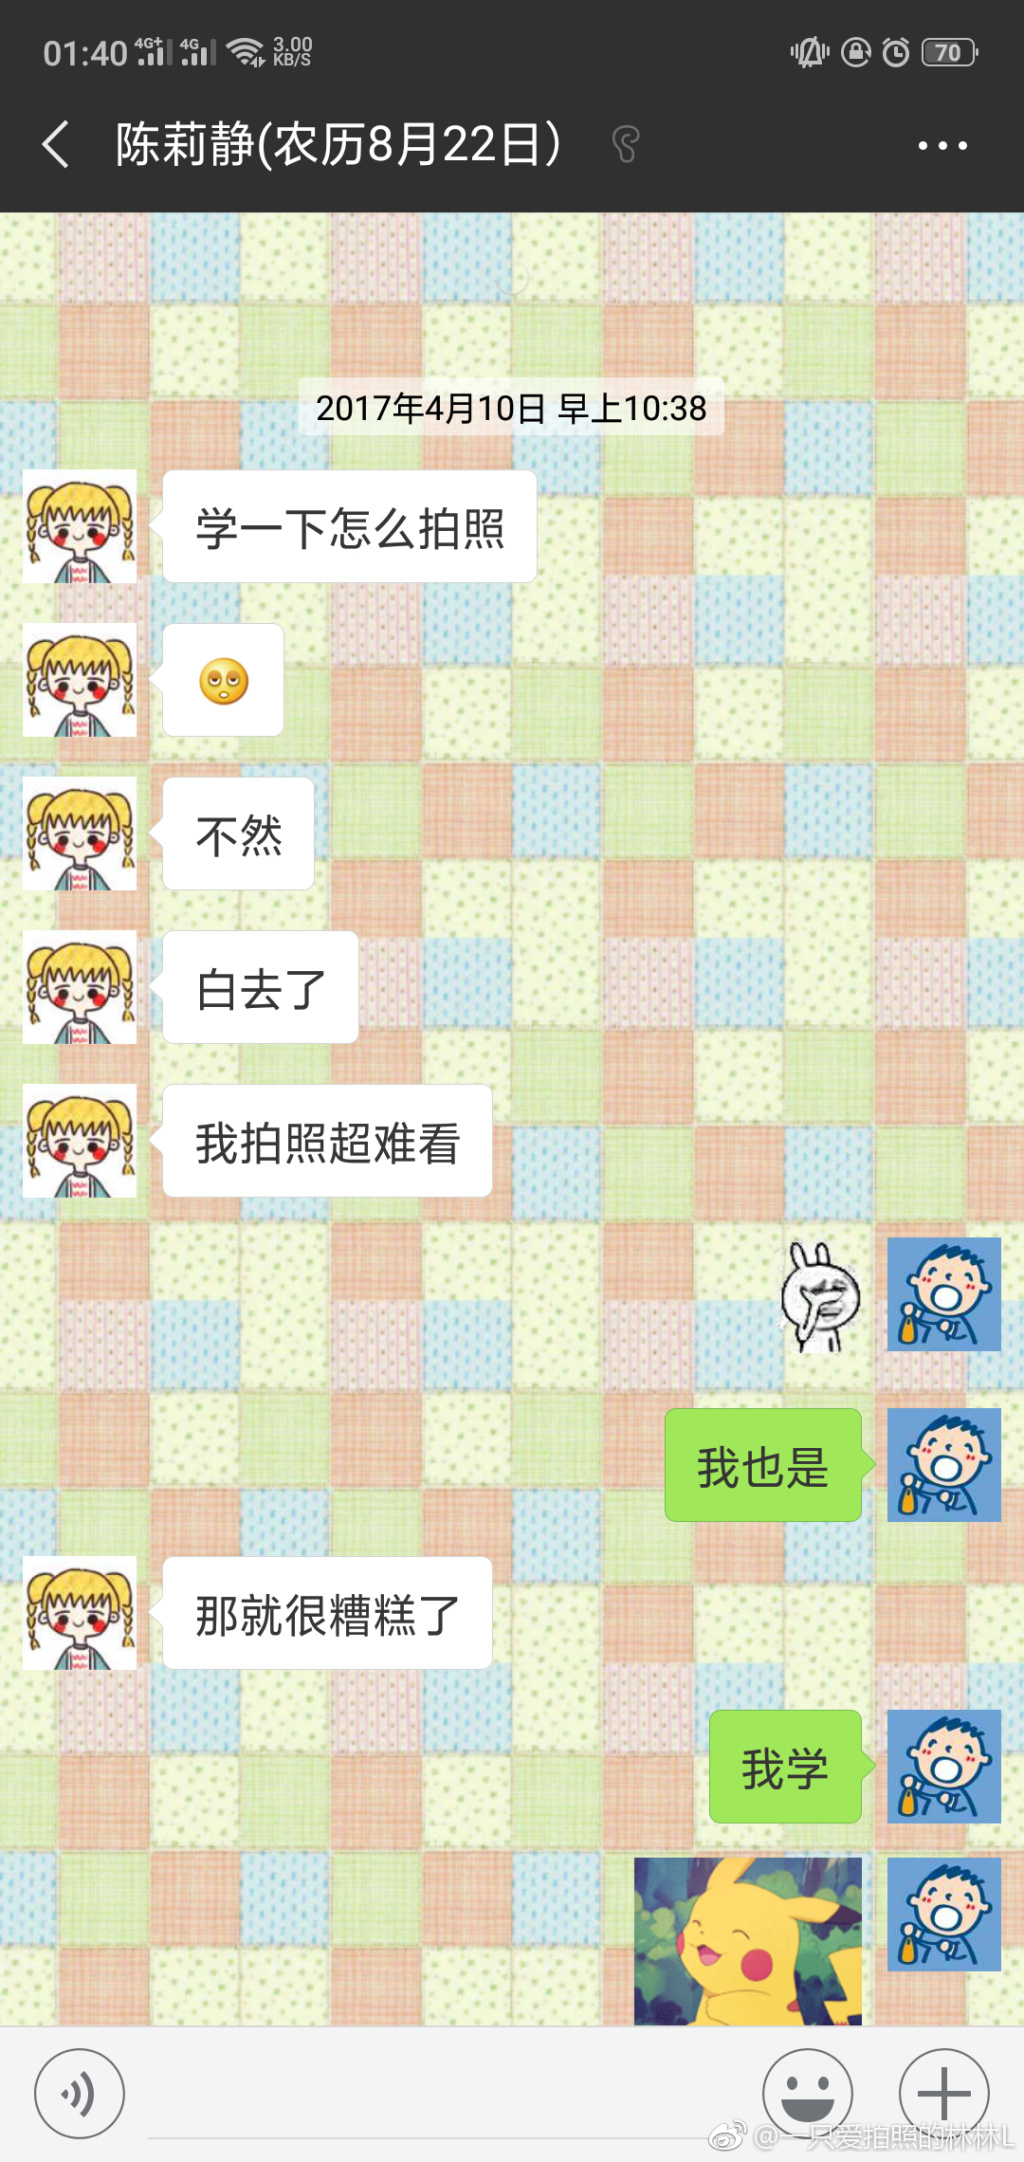 01:40 4G+ 4G 3.00 KB/S 70
陈莉静(农历8月22日）
2017年4月10日 早上10:38
学一下怎么拍照
不然
白去了
我拍照超难看
我也是
那就很糟糕了
我学
@一只爱拍照的林林L